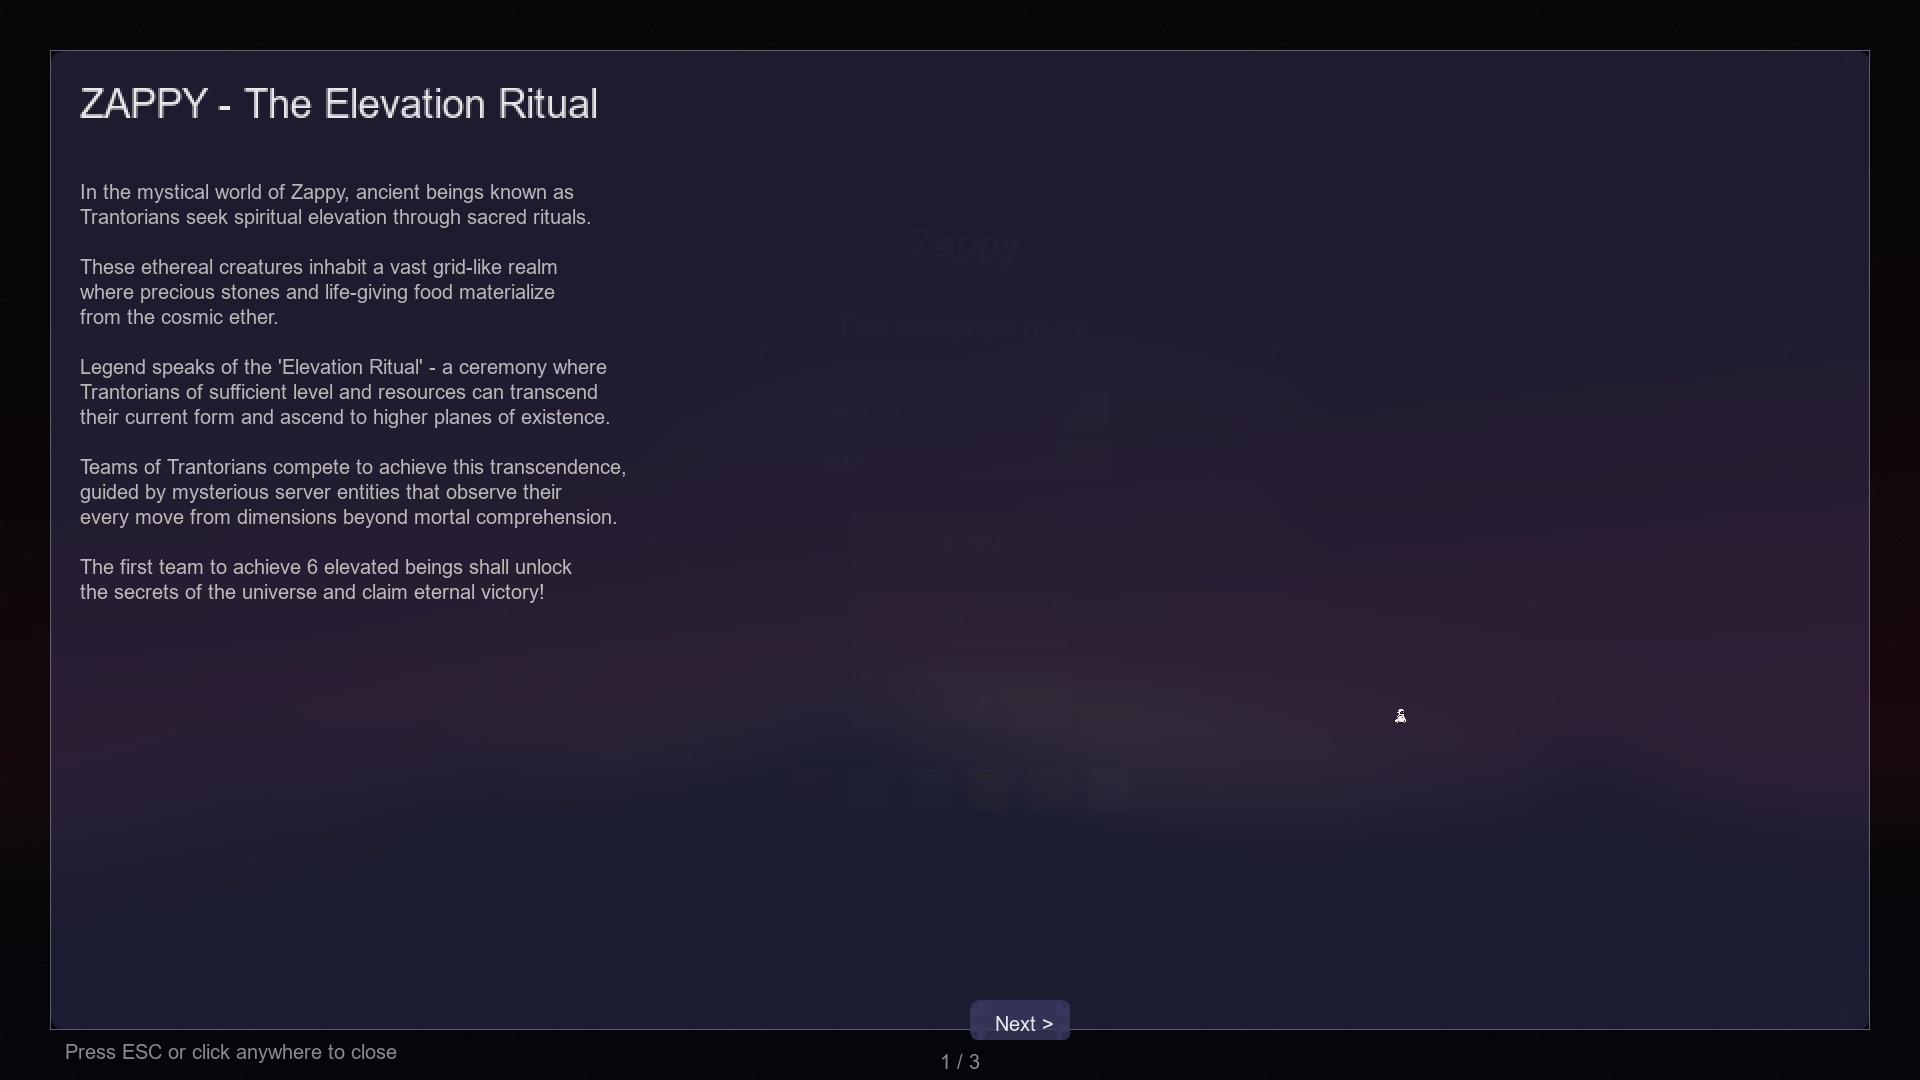 ZAPPY - The Elevation Ritual
In the mystical world of Zappy, ancient beings known as
Trantorians seek spiritual elevation through sacred rituals.
These ethereal creatures inhabit a vast grid-like realm
where precious stones and life-giving food materialize
from the cosmic ether.
Legend speaks of the 'Elevation Ritual' - a ceremony where
Trantorians of sufficient level and resources can transcend
their current form and ascend to higher planes of existence.
Teams of Trantorians compete to achieve this transcendence,
guided by mysterious server entities that observe their
every move from dimensions beyond mortal comprehension.
The first team to achieve 6 elevated beings shall unlock
the secrets of the universe and claim eternal victory!
Zappy
The elevation ritual
Next >
Press ESC or click anywhere to close
1 / 3